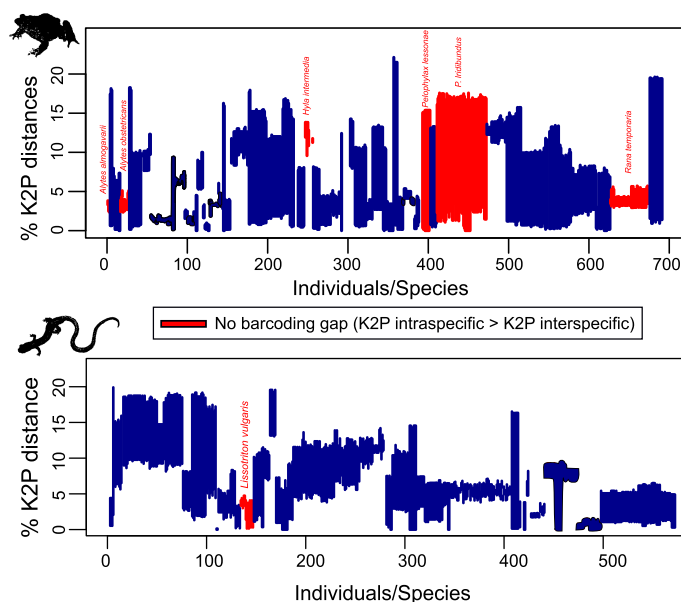 Alytes almogavarii
Alytes obstetricans
Hyla intermedia
Pelophylax lessonae
P. Iridibundus
Rana temporaria
% K2P distances
0
5
10
15
20
0
100
200
300
400
500
600
700
Individuals/Species
No barcoding gap (K2P intraspecific > K2P interspecific)
Lissotriton vulgaris
% K2P distance
0
5
10
15
20
0
100
200
300
400
500
Individuals/Species